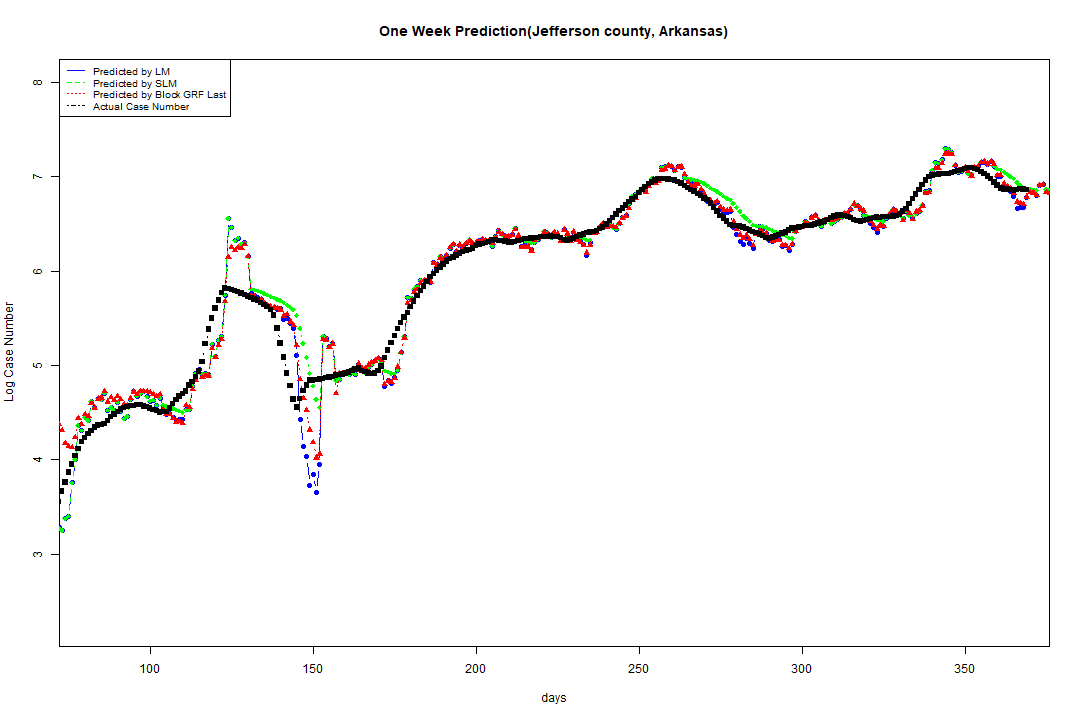 One Week Prediction(Jefferson county, Arkansas)
Predicted by LM
Predicted by SLM
Predicted by Block GRF Last
Actual Case Number
8
7
6
5
4
3
Log Case Number
100 150 200 250 300 350
days